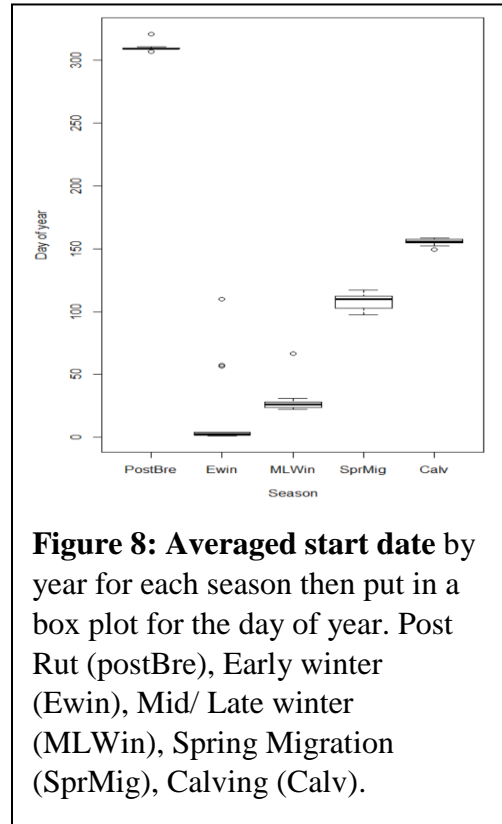 300
250
200
150
100
50
0
Day of year
PostBre Ewin MLWin SprMig Calv
Season
Figure 8: Averaged start date by
year for each season then put in a
box plot for the day of year. Post
Rut (postBre), Early winter
(Ewin), Mid/ Late winter
(MLWin), Spring Migration
(SprMig), Calving (Calv).